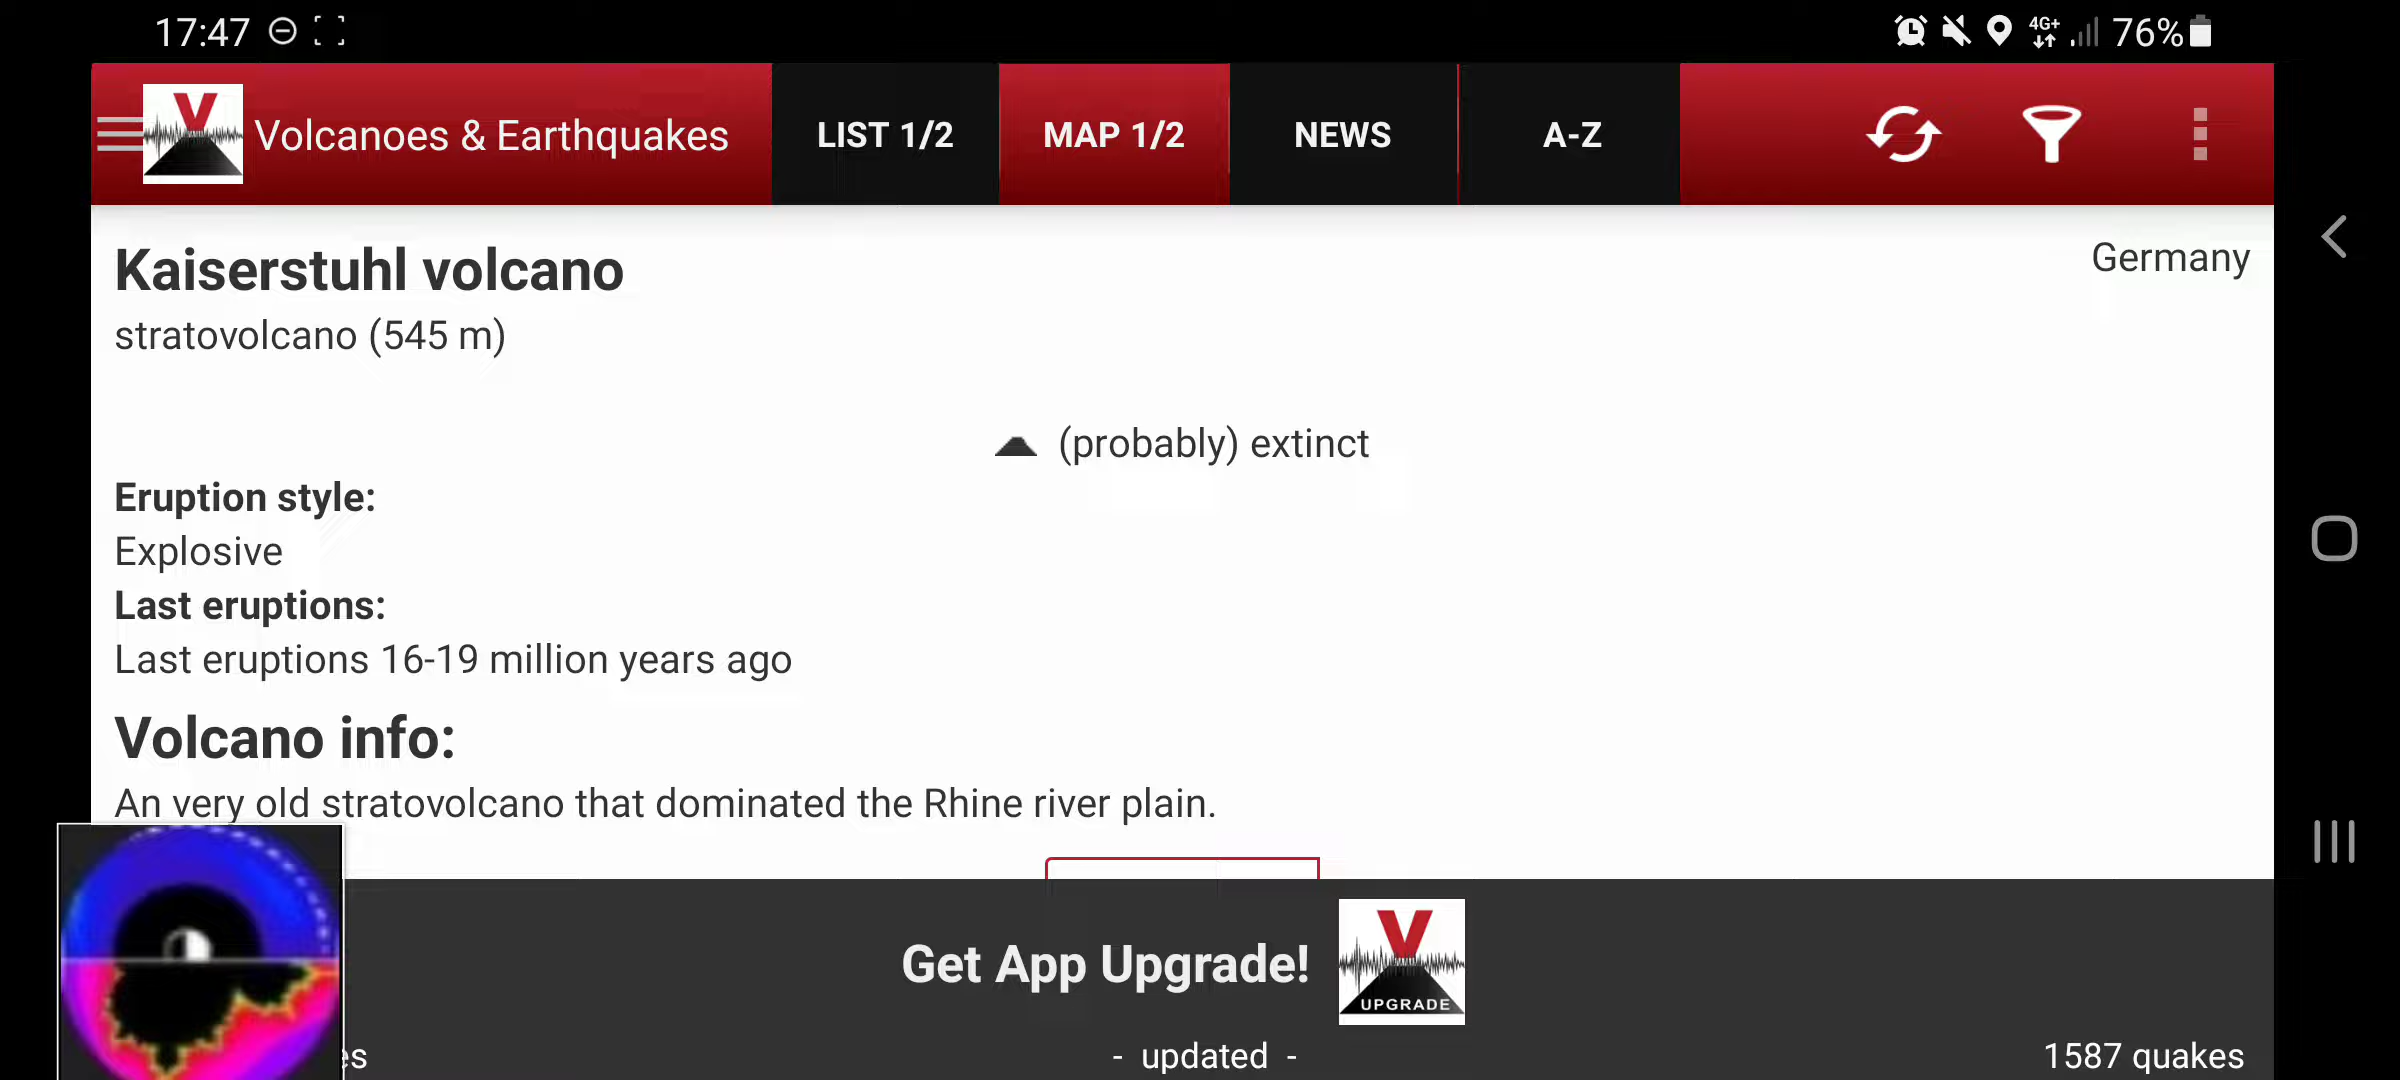 17:47
4G+ 76%
V Volcanoes & Earthquakes LIST 1/2 MAP 1/2 NEWS A-Z
Kaiserstuhl volcano
Germany
stratovolcano (545 m)
(probably) extinct
Eruption style:
Explosive
Last eruptions:
Last eruptions 16-19 million years ago
Volcano info:
An very old stratovolcano that dominated the Rhine river plain.
Get App Upgrade!
V
UPGRADE
- updated -
1587 quakes